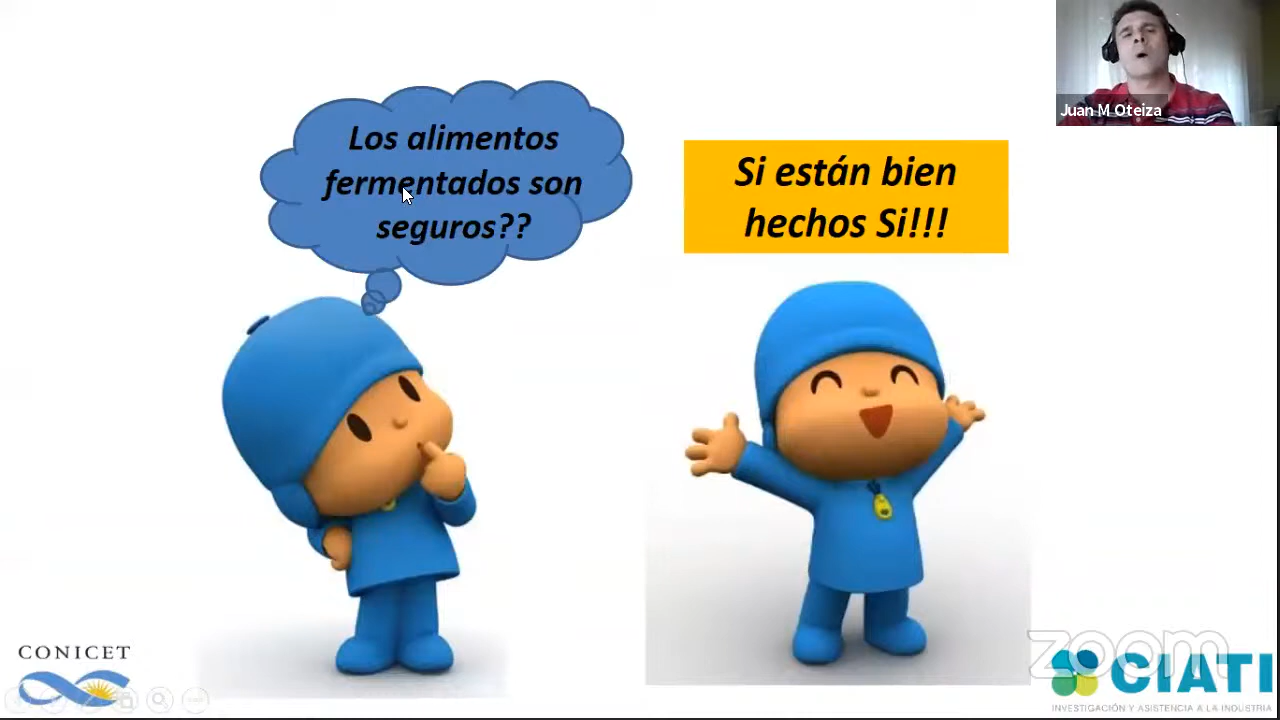 Los alimentos
fermentados son
seguros??
Si están bien
hechos Si!!!
Juan M Oteiza
CONICET
zoom
CIATI
INVESTIGACIÓN Y ASISTENCIA A LA INDUSTRIA